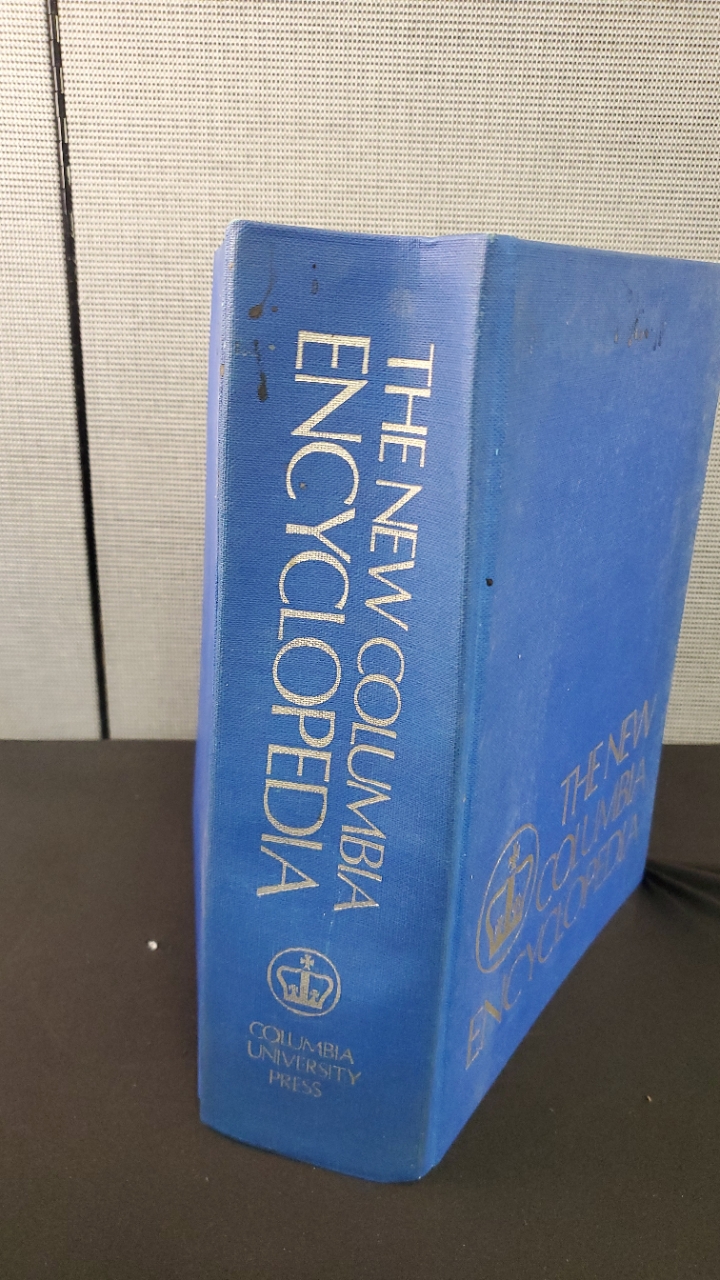 THE NEW COLUMBIA
ENCYCLOPEDIA
COLUMBIA
UNIVERSITY
PRESS
THE NEW
COLUMBIA
ENCYCLOPEDIA